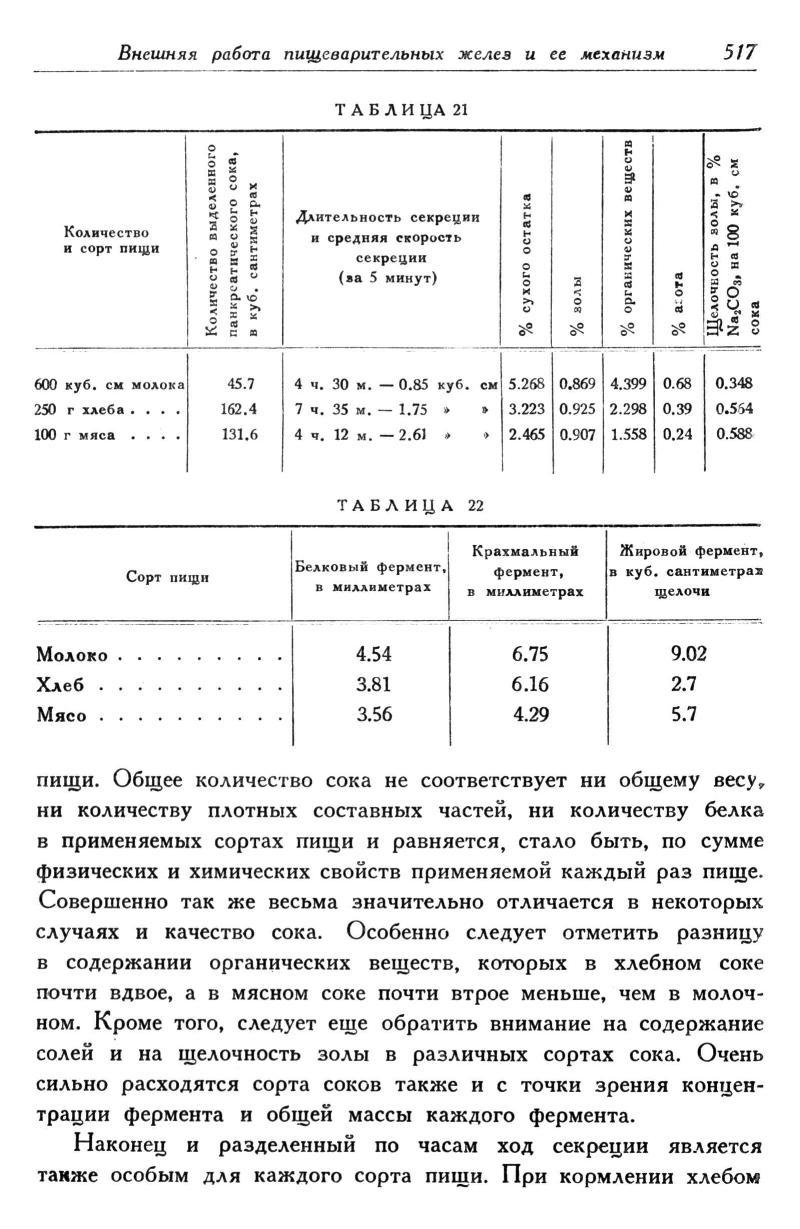 Внешняя работа пищеварительных желез и ее механизм 517
ТАБЛИЦА 21
Количество
и сорт пищи
Количество выделенного
панкреатического сока,
в куб. сантиметрах
Длительность секреции
и средняя скорость
секреции
(за 5 минут)
% сухого остатка
% золы
% органических веществ
% азота
Щелочность золы, в %
Na2CO3, на 100 куб. см
сока
600 куб. см молока 45.7 4 ч. 30 м. — 0.85 куб. см 5.268 0.869 4.399 0.68 0.348
250 г хлеба . . . . 162.4 7 ч. 35 м. — 1.75 » » 3.223 0.925 2.298 0.39 0.564
100 г мяса . . . . 131.6 4 ч. 12 м. — 2.61 » » 2.465 0.907 1.558 0.24 0.588
ТАБЛИЦА 22
Сорт пищи
Белковый фермент,
в миллиметрах
Крахмальный
фермент,
в миллиметрах
Жировой фермент,
в куб. сантиметрах
щелочи
Молоко . . . . . . . . . 4.54 6.75 9.02
Хлеб . . . . . . . . . . 3.81 6.16 2.7
Мясо . . . . . . . . . . 3.56 4.29 5.7
пищи. Общее количество сока не соответствует ни общему весу,
ни количеству плотных составных частей, ни количеству белка
в применяемых сортах пищи и равняется, стало быть, по сумме
физических и химических свойств применяемой каждый раз пище.
Совершенно так же весьма значительно отличается в некоторых
случаях и качество сока. Особенно следует отметить разницу
в содержании органических веществ, которых в хлебном соке
почти вдвое, а в мясном соке почти втрое меньше, чем в молоч-
ном. Кроме того, следует еще обратить внимание на содержание
солей и на щелочность золы в различных сортах сока. Очень
сильно расходятся сорта соков также и с точки зрения концен-
трации фермента и общей массы каждого фермента.
Наконец и разделенный по часам ход секреции является
также особым для каждого сорта пищи. При кормлении хлебом